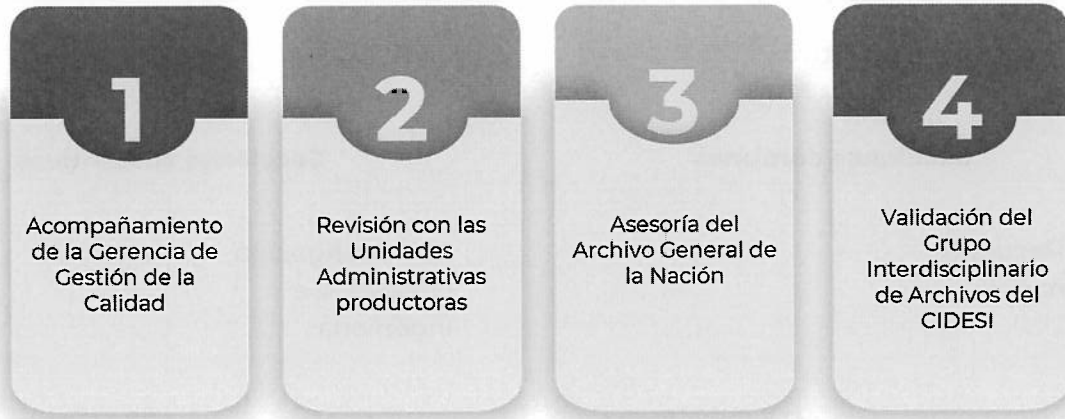 1
Acompañamiento
de la Gerencia de
Gestión de la
Calidad
2
Revisión con las
Unidades
Administrativas
productoras
3
Asesoría del
Archivo General de
la Nación
4
Validación del
Grupo
Interdisciplinario
de Archivos del
CIDESI